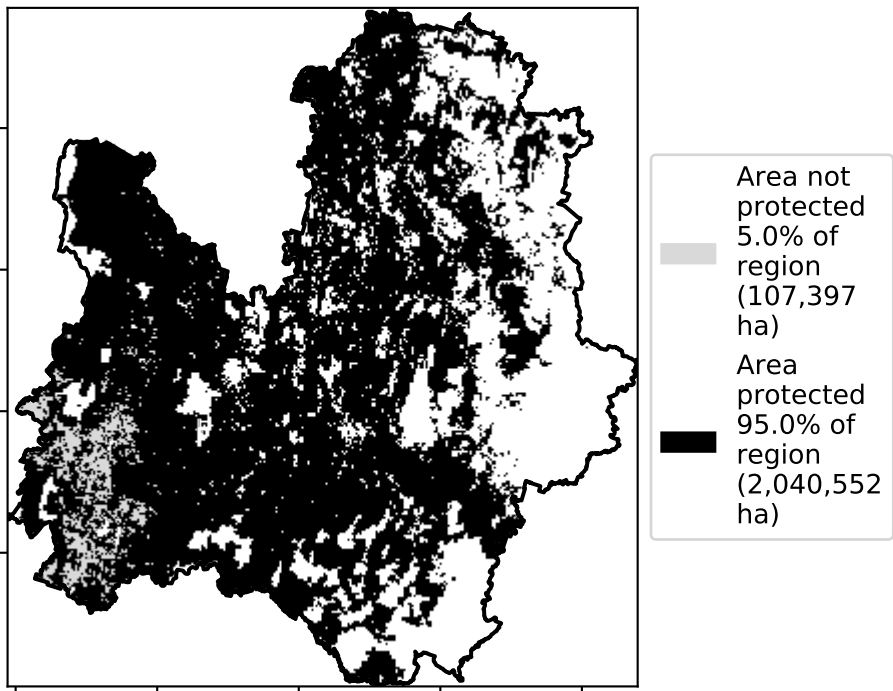 Area not
protected
5.0% of
region
(107,397
ha)
Area
protected
95.0% of
region
(2,040,552
ha)